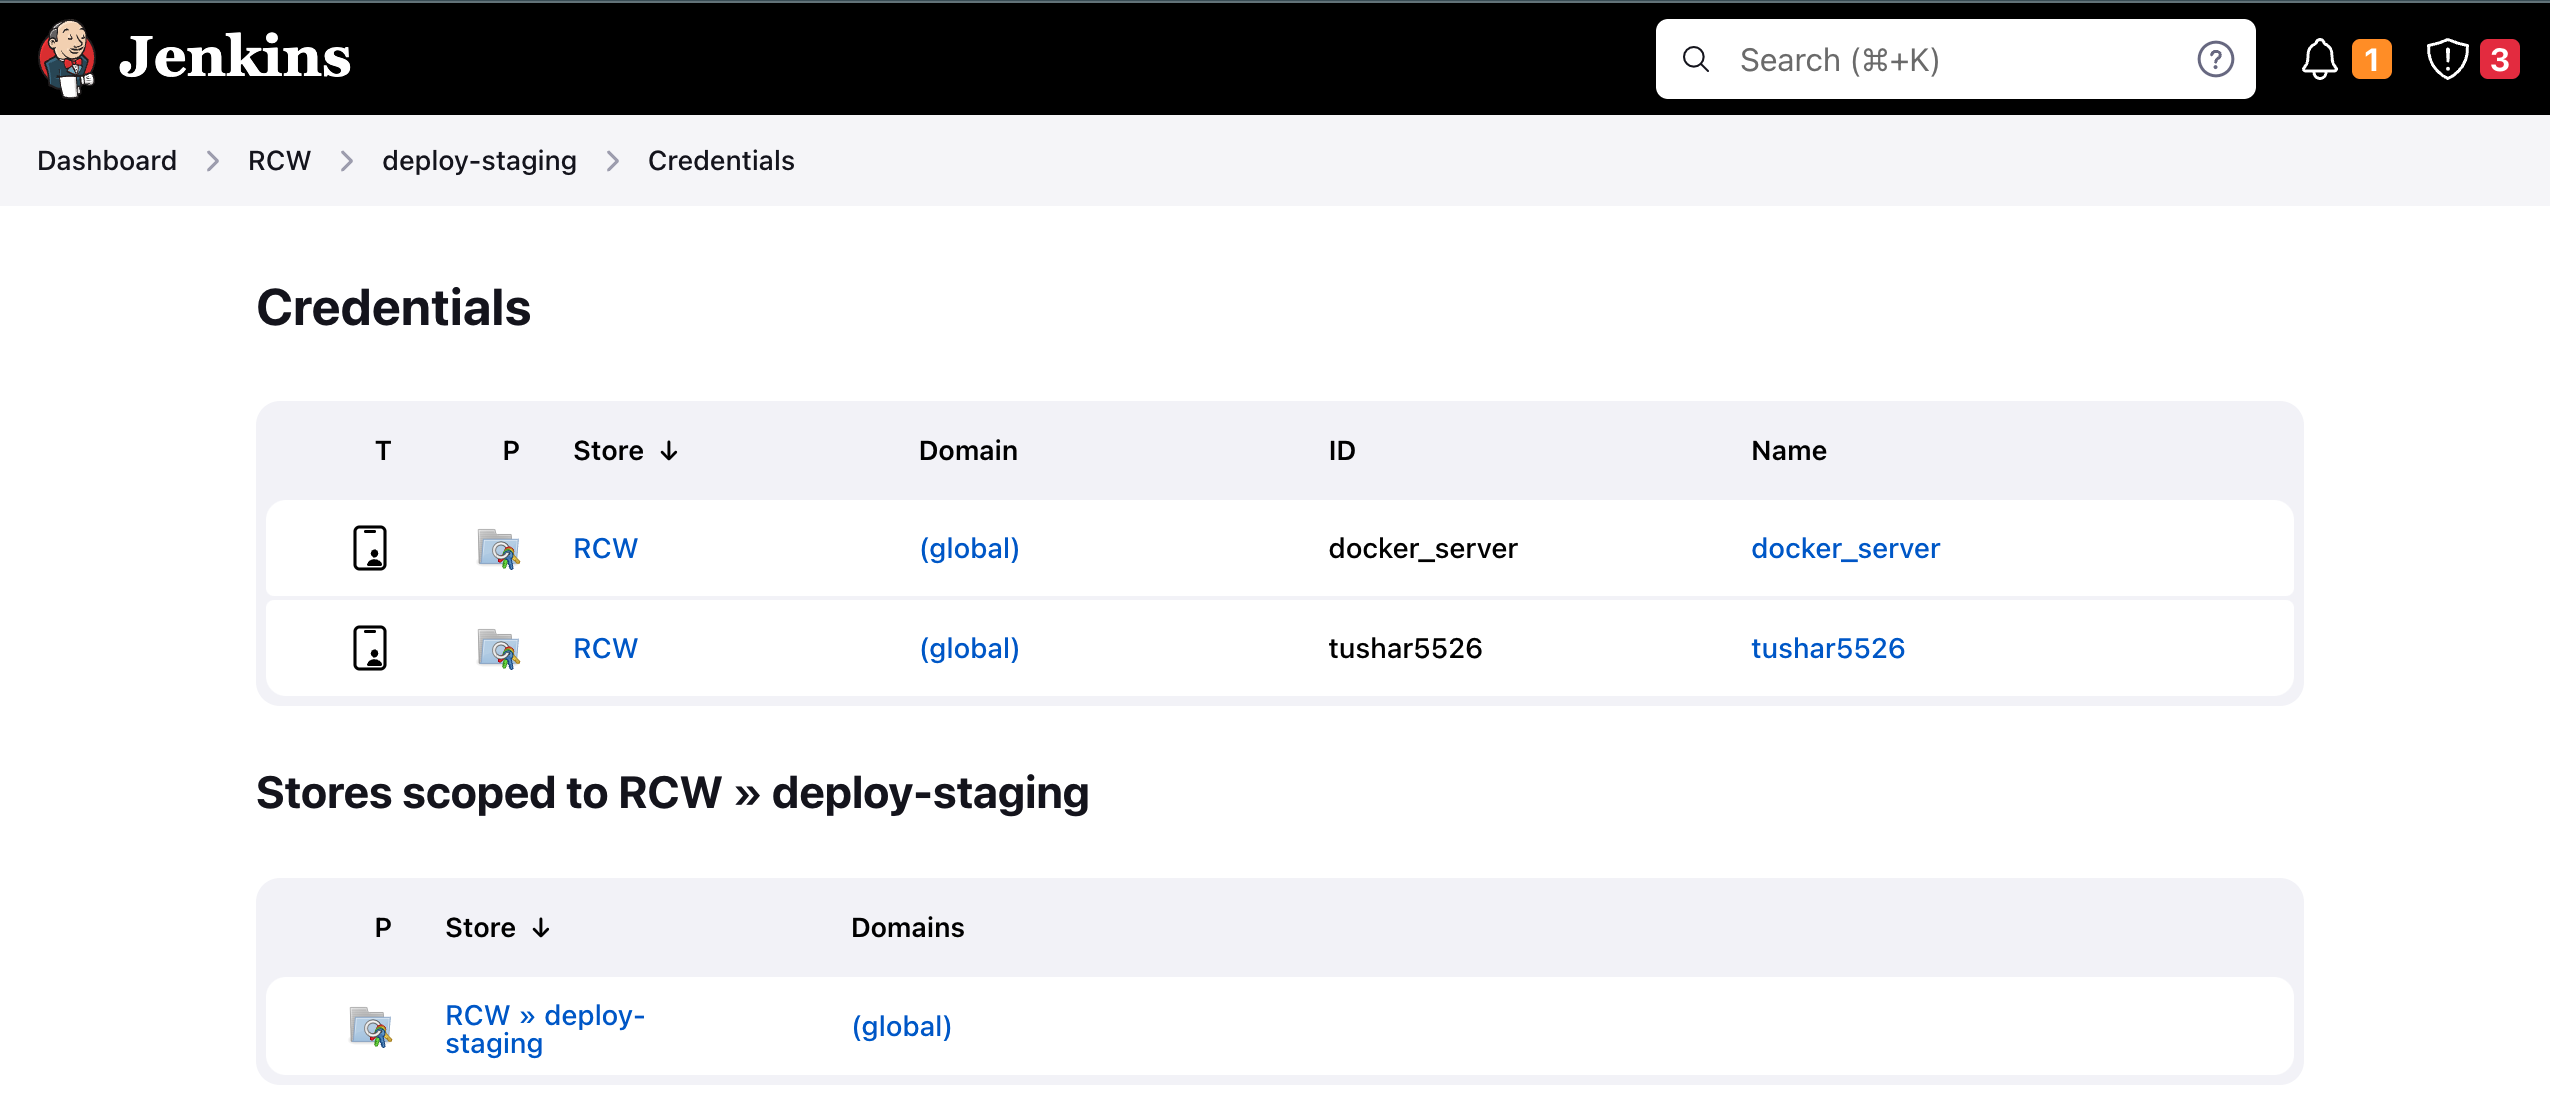 Jenkins
Search (⌘+K)
1
3
Dashboard > RCW > deploy-staging > Credentials
Credentials
T P Store ↓ Domain ID Name
RCW (global) docker_server docker_server
RCW (global) tushar5526 tushar5526
Stores scoped to RCW » deploy-staging
P Store ↓ Domains
RCW » deploy-
staging
(global)